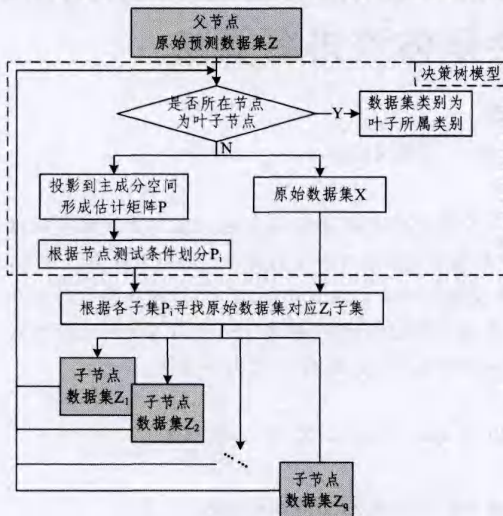 父节点
原始预测数据集Z
决策树模型
是否所在节点
为叶子节点
Y
数据集类别为
叶子所属类别
N
投影到主成分空间
形成估计矩阵P
原始数据集X
根据节点测试条件划分Pi
根据各子集Pi寻找原始数据集对应Zi子集
子节点
数据集Z1
子节点
数据集Z2
子节点
数据集Zq